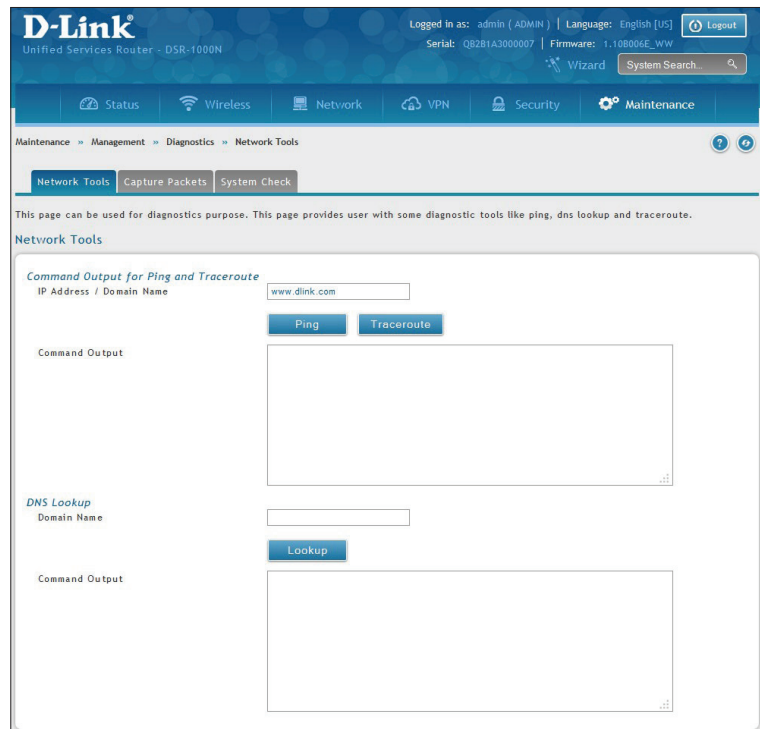 D-Link®
Unified Services Router - DSR-1000N
Logged in as: admin ( ADMIN ) | Language: English [US]
Logout
Serial: QB2B1A3000007 | Firmware: 1.10B006E_WW
Wizard
System Search...
Status
Wireless
Network
VPN
Security
Maintenance
Maintenance » Management » Diagnostics » Network Tools
?
Network Tools
Capture Packets
System Check
This page can be used for diagnostics purpose. This page provides user with some diagnostic tools like ping, dns lookup and traceroute.
Network Tools
Command Output for Ping and Traceroute
IP Address / Domain Name
www.dlink.com
Ping
Traceroute
Command Output
DNS Lookup
Domain Name
Lookup
Command Output